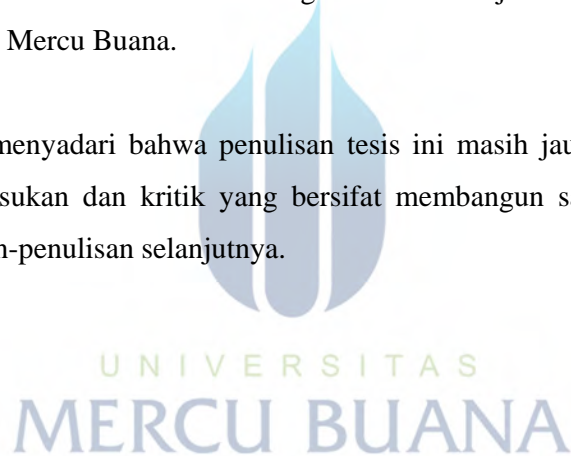 Mercu Buana.
menyadari bahwa penulisan tesis ini masih
sukan dan kritik yang bersifat membangun
n-penulisan selanjutnya.
UNIVERSITAS
MERCU BUANA